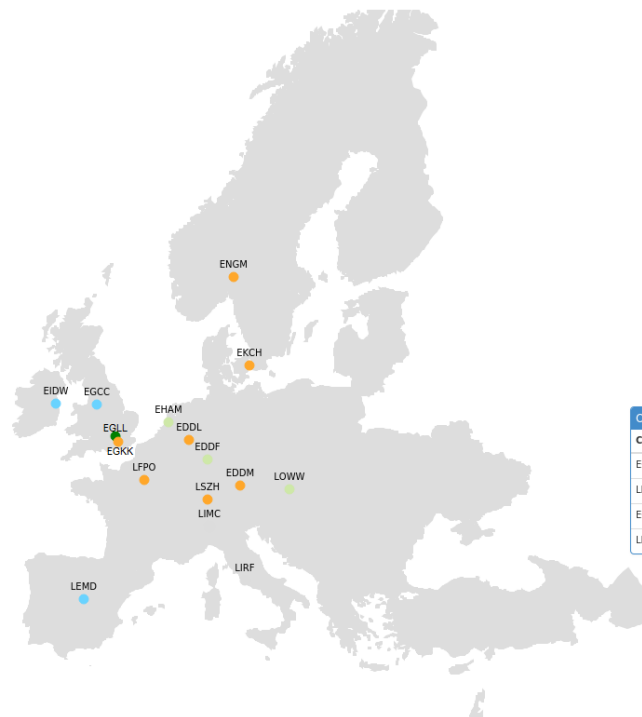 ENGM
EKCH
EIDW
EGCC
EHAM
EGLL
EDDL
EGKK
EDDF
LFPO
EDDM
LOWW
LSZH
LIMC
LIRF
LEMD